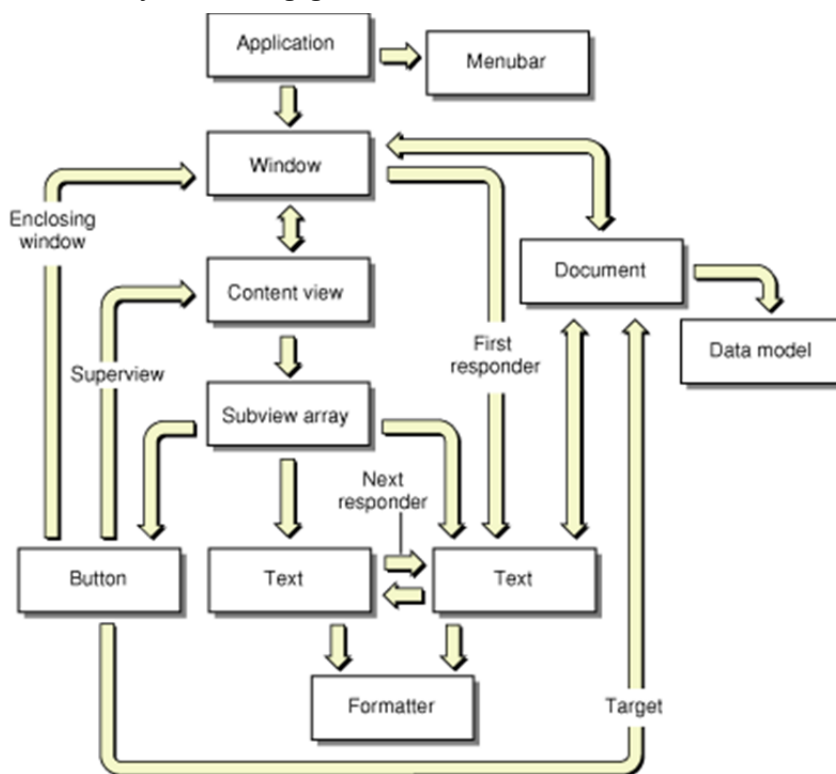 Application
Menubar
Window
Enclosing
window
Document
Content view
First
responder
Data model
Superview
Subview array
Next
responder
Button
Text
Text
Formatter
Target